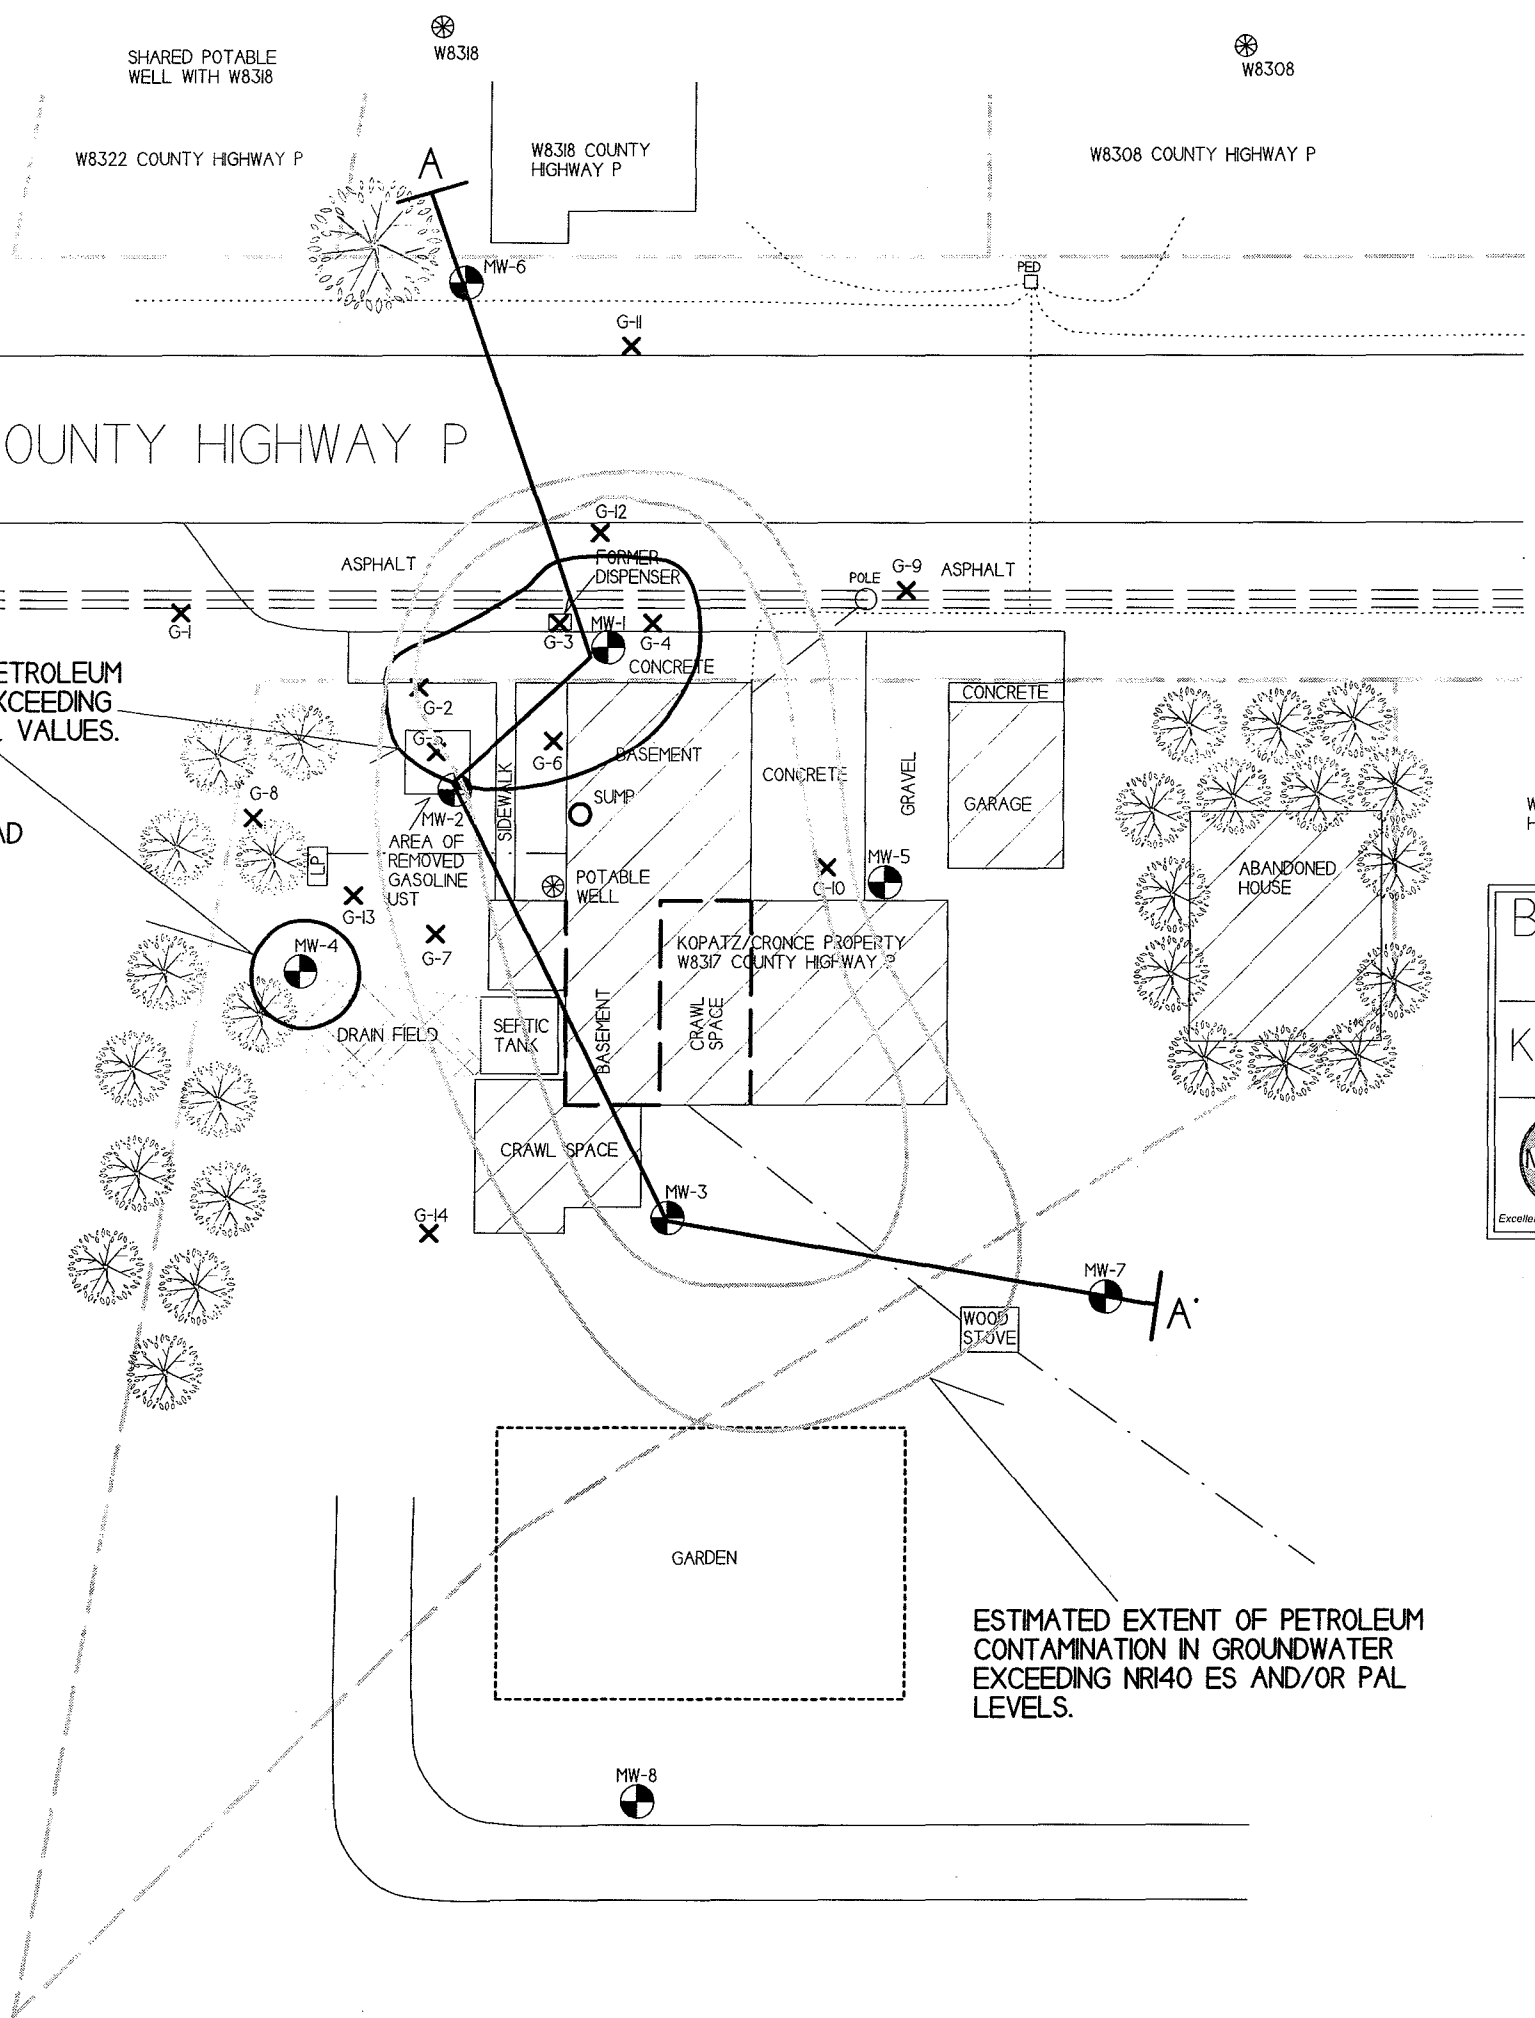 W8318
SHARED POTABLE
WELL WITH W8318
W8308
W8322 COUNTY HIGHWAY P
A
W8318 COUNTY
HIGHWAY P
W8308 COUNTY HIGHWAY P
MW-6
PED
G-11
OUNTY HIGHWAY P
G-12
ASPHALT
FORMER
DISPENSER
POLE
G-9
ASPHALT
G-1
G-3
MW-1
G-4
CONCRETE
ETROLEUM
XCEEDING
VALUES.
G-2
CONCRETE
G-5
G-6
BASEMENT
CONCRETE
GRAVEL
GARAGE
SIDEWALK
G-8
SUMP
MW-2
AD
AREA OF
REMOVED
GASOLINE
UST
LP
POTABLE
WELL
G-10
MW-5
ABANDONED
HOUSE
G-13
B
MW-4
G-7
KOPATZ/CRONCE PROPERTY
W8317 COUNTY HIGHWAY P
BASEMENT
CRAWL
SPACE
DRAIN FIELD
SEPTIC
TANK
K
CRAWL SPACE
MW-3
G-14
Excelle
MW-7
A'
WOOD
STOVE
GARDEN
ESTIMATED EXTENT OF PETROLEUM
CONTAMINATION IN GROUNDWATER
EXCEEDING NR140 ES AND/OR PAL
LEVELS.
MW-8